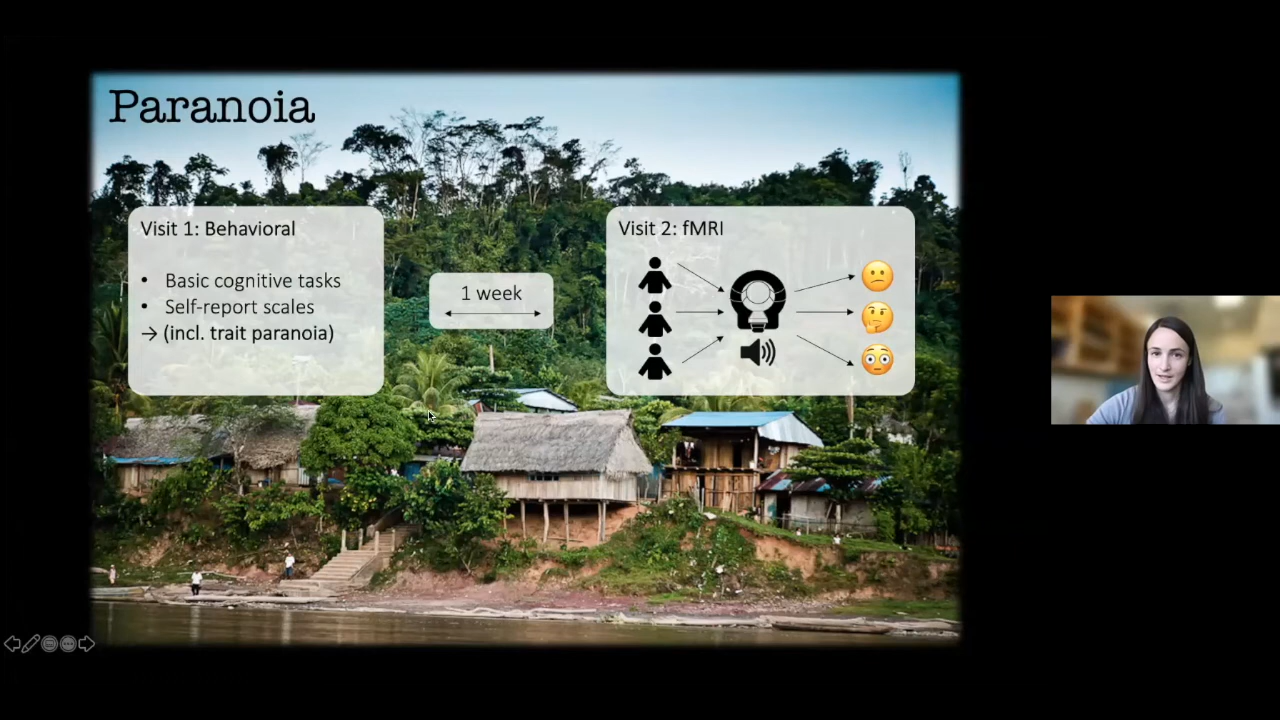 Paranoia
Visit 1: Behavioral
• Basic cognitive tasks
• Self-report scales
→ (incl. trait paranoia)
1 week
Visit 2: fMRI